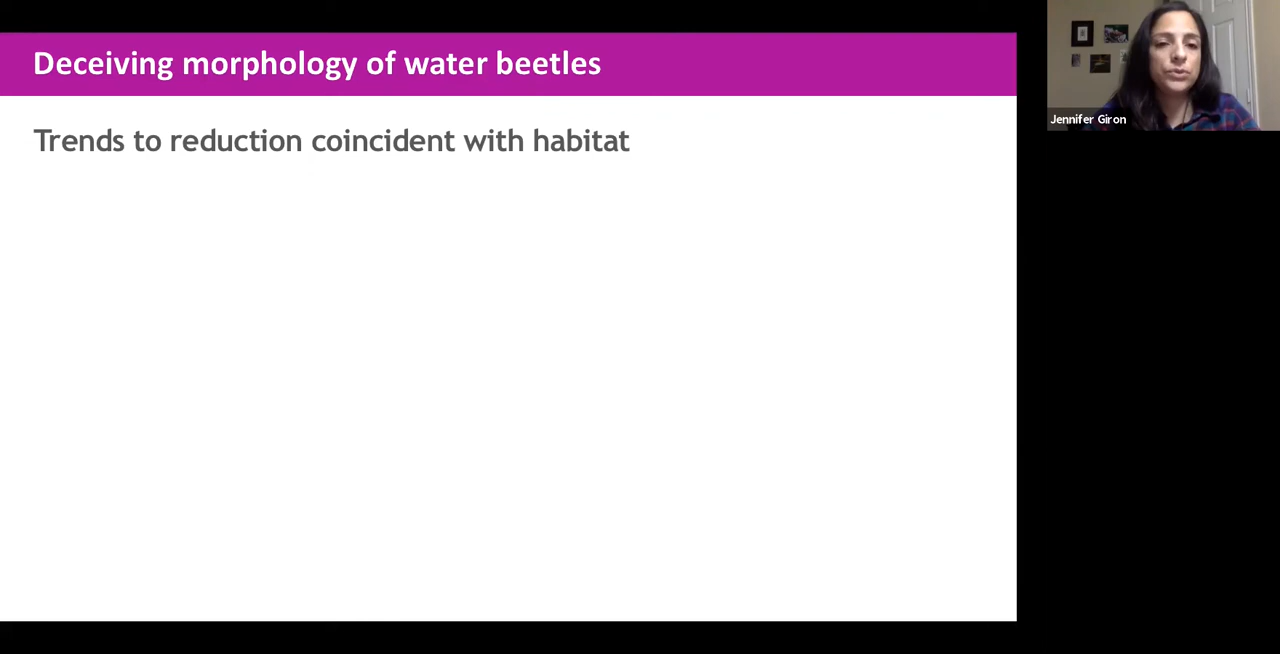 Deceiving morphology of water beetles
Trends to reduction coincident with habitat
Jennifer Giron